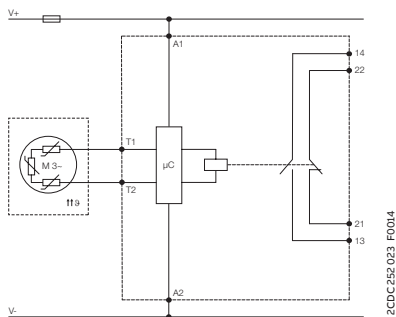 V+
A1
14
22
T1
M 3~
µC
T2
↑↑ϑ
21
13
A2
V-
2CDC 252 023 F0014